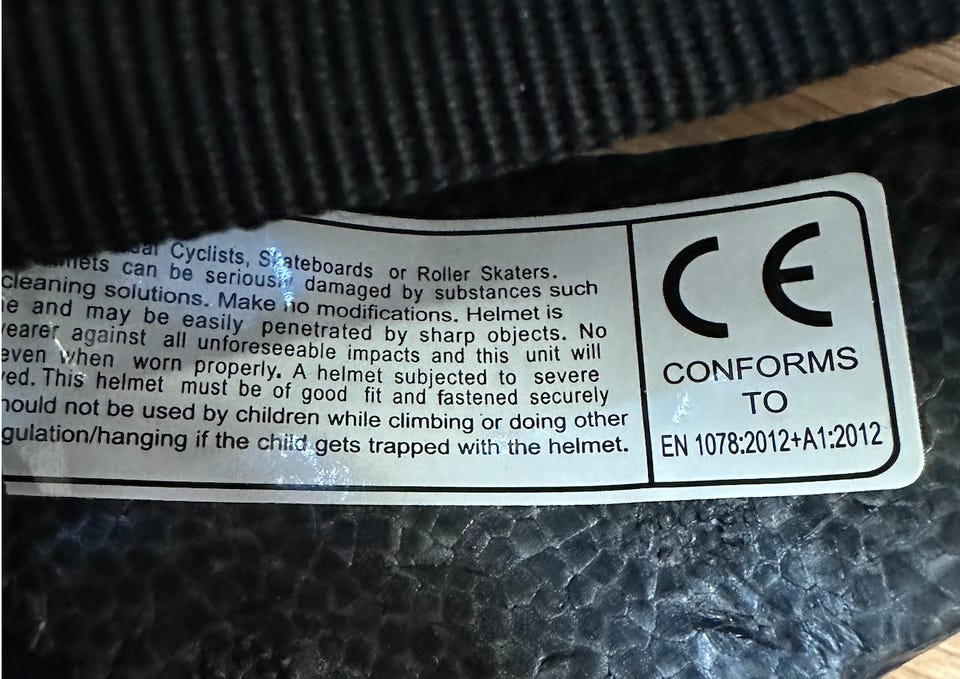 Cyclists, Skateboards or Roller Skaters.
can be seriously damaged by substances such
cleaning solutions. Make no modifications. Helmet is
and may be easily penetrated by sharp objects. No
against all unforeseeable impacts and this unit will
even when worn properly. A helmet subjected to severe
This helmet must be of good fit and fastened securely
should not be used by children while climbing or doing other
if the child gets trapped with the helmet.
CE
CONFORMS
TO
EN 1078:2012+A1:2012